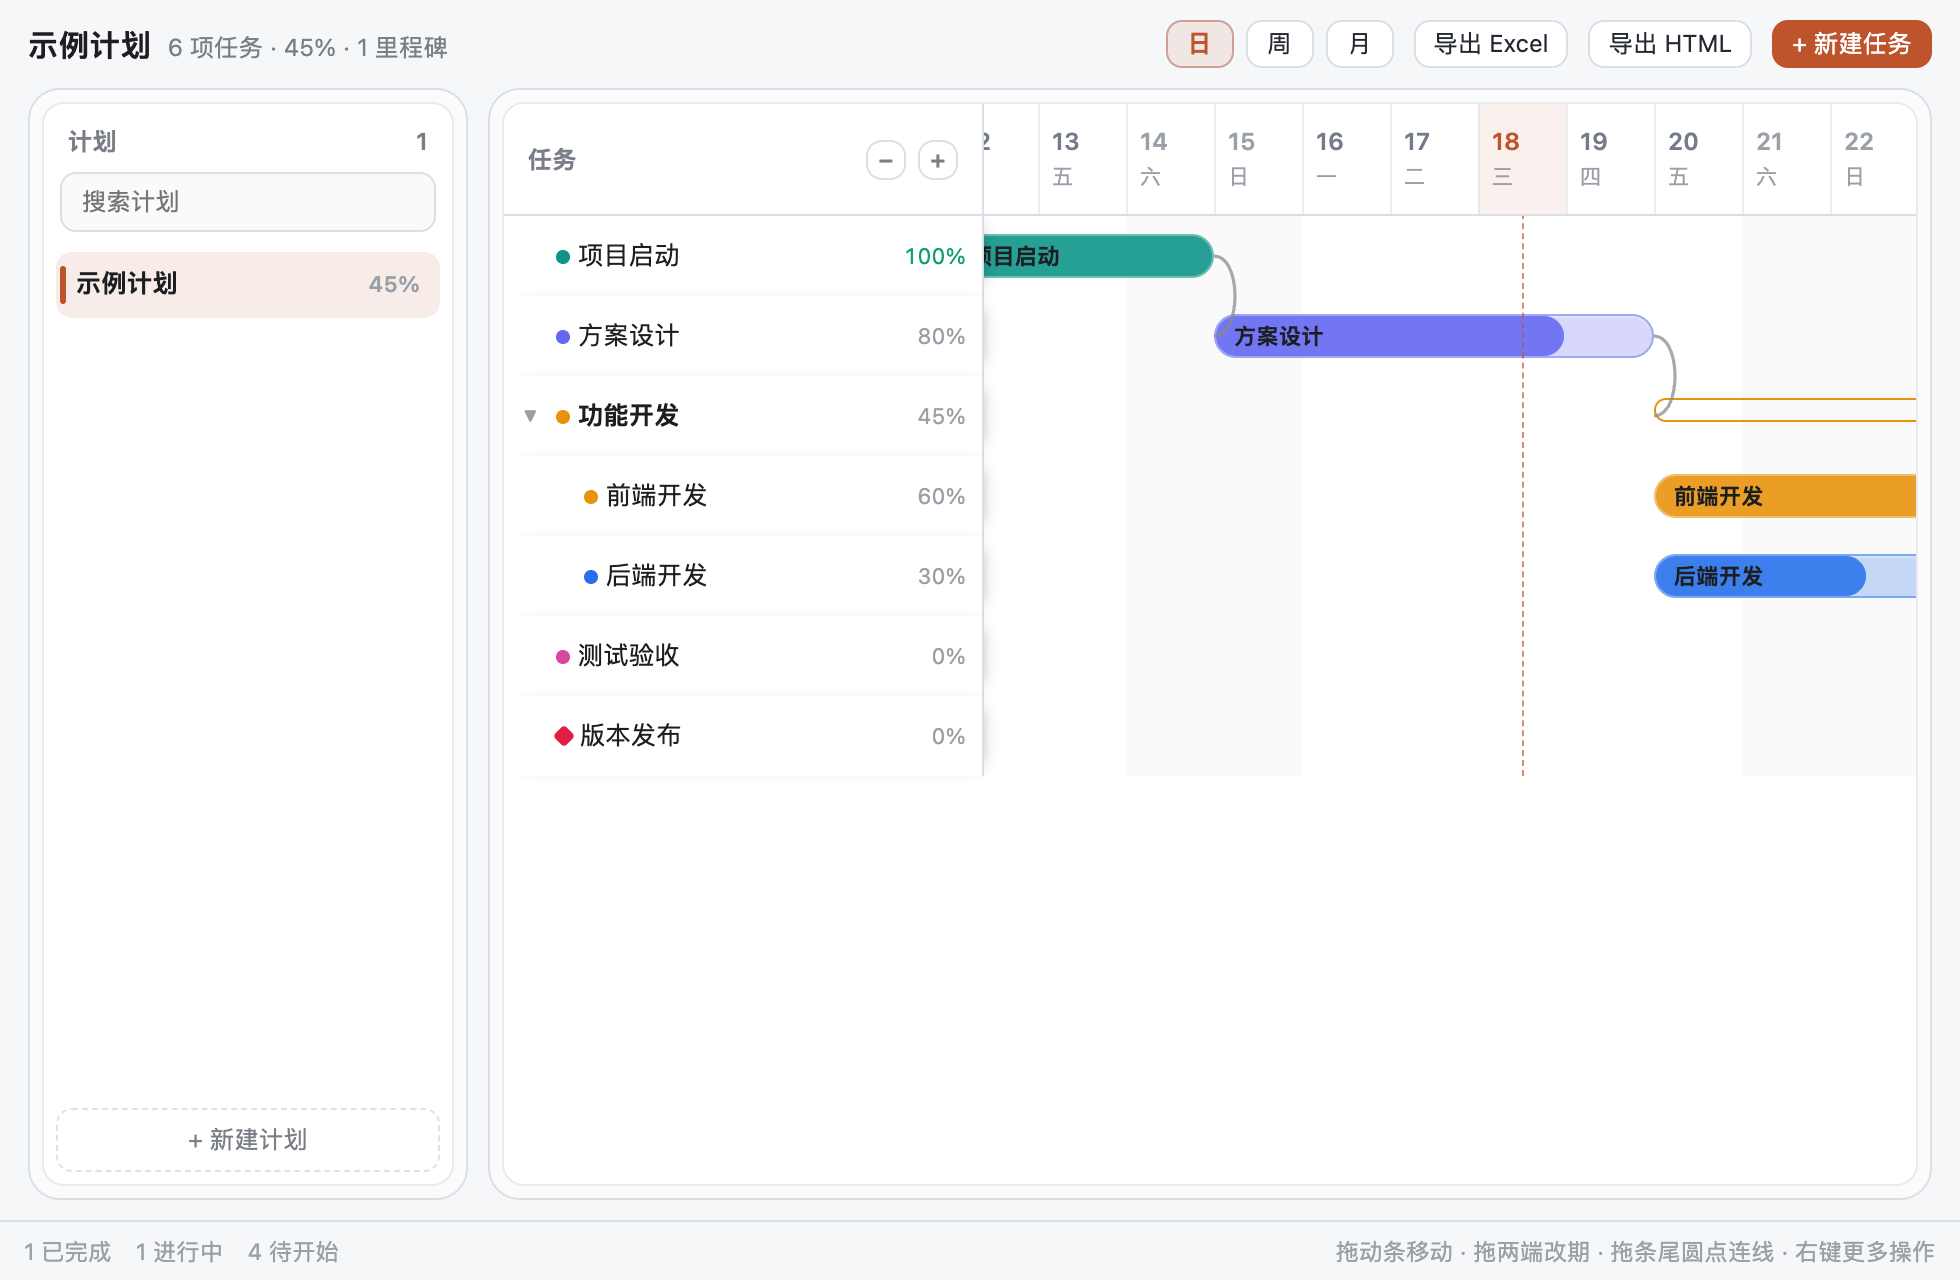 示例计划 6 项任务 · 45% · 1 里程碑
日 周 月 导出 Excel 导出 HTML + 新建任务
计划 1
搜索计划
示例计划 45%
+ 新建计划
任务 − +
13 14 15 16 17 18 19 20 21 22
五 六 日 一 二 三 四 五 六 日
项目启动 100% 项目启动
方案设计 80% 方案设计
功能开发 45%
前端开发 60% 前端开发
后端开发 30% 后端开发
测试验收 0%
版本发布 0%
1 已完成 1 进行中 4 待开始
拖动条移动 · 拖两端改期 · 拖条尾圆点连线 · 右键更多操作